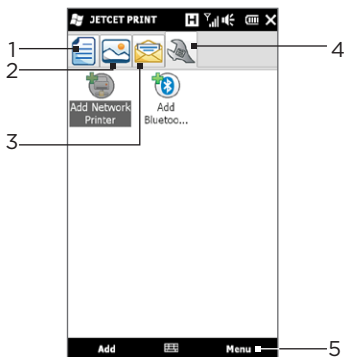 JETCET PRINT H
1
2
3
4
Add Network Printer
Add Bluetoo...
Add Menu
5